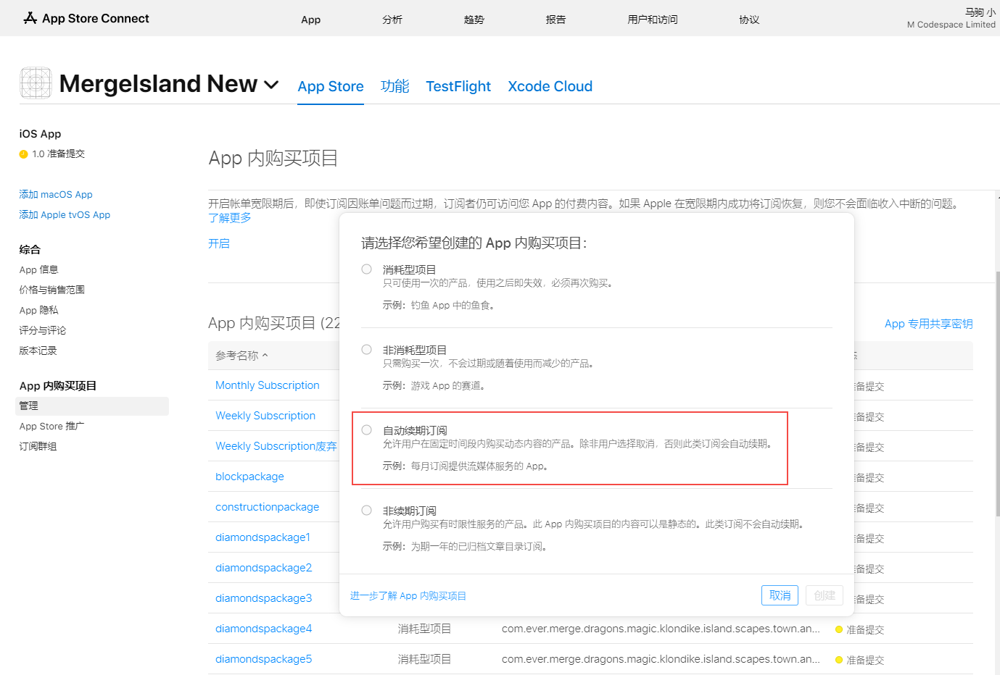 App Store Connect
App
分析
趋势
报告
用户和访问
协议
马驹 小
M Codespace Limited
MergeIsland New
App Store
功能
TestFlight
Xcode Cloud
iOS App
1.0 准备提交
添加 macOS App
添加 Apple tvOS App
综合
App 信息
价格与销售范围
App 隐私
评分与评论
版本记录
App 内购买项目
管理
App Store 推广
订阅群组
App 内购买项目
开启帐单宽限期后，即使订阅因账单问题而过期，订阅者仍可访问您 App 的付费内容。如果 Apple 在宽限期内成功将订阅恢复，则您不会面临收入中断的问题。
了解更多
开启
App 内购买项目 (22
App 专用共享密钥
参考名称
Monthly Subscription
准备提交
Weekly Subscription
准备提交
Weekly Subscription废弃
准备提交
blockpackage
准备提交
constructionpackage
准备提交
diamondspackage1
准备提交
diamondspackage2
准备提交
diamondspackage3
准备提交
diamondspackage4
消耗型项目
com.ever.merge.dragons.magic.klondike.island.scapes.town.an...
准备提交
diamondspackage5
消耗型项目
com.ever.merge.dragons.magic.klondike.island.scapes.town.an...
准备提交
请选择您希望创建的 App 内购买项目：
消耗型项目
只可使用一次的产品，使用之后即失效，必须再次购买。
示例：钓鱼 App 中的鱼食。
非消耗型项目
只需购买一次，不会过期或随着使用而减少的产品。
示例：游戏 App 的赛道。
自动续期订阅
允许用户在固定时间段内购买动态内容的产品。除非用户选择取消，否则此类订阅会自动续期。
示例：每月订阅提供流媒体服务的 App。
非续期订阅
允许用户购买有时限性服务的产品。此 App 内购买项目的内容可以是静态的。此类订阅不会自动续期。
示例：为期一年的已归档文章目录订阅。
进一步了解 App 内购买项目
取消
创建